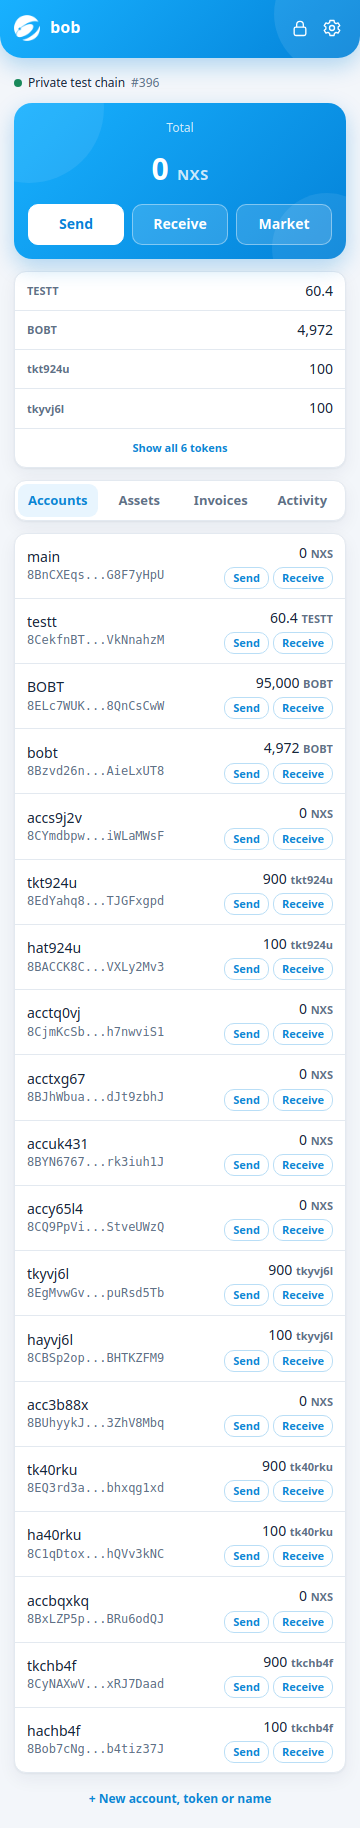 bob
Private test chain #396
Total
0 NXS
Send Receive Market
TESTT 60.4
BOBT 4,972
tkt924u 100
tkyvj6l 100
Show all 6 tokens
Accounts Assets Invoices Activity
main 0 NXS
8BnCXEqs...G8F7yHpU Send Receive
testt 60.4 TESTT
8CekfnBT...VkNnahzM Send Receive
BOBT 95,000 BOBT
8ELc7WUK...8QnCsCwW Send Receive
bobt 4,972 BOBT
8Bzvd26n...AieLxUT8 Send Receive
accs9j2v 0 NXS
8CYmdbpw...iWLaMWsF Send Receive
tkt924u 900 tkt924u
8EdYahq8...TJGFxgpd Send Receive
hat924u 100 tkt924u
8BACCK8C...VXLy2Mv3 Send Receive
acctq0vj 0 NXS
8CjmKcSb...h7nwviS1 Send Receive
acctxg67 0 NXS
8BJhWbua...dJt9zbhJ Send Receive
accuk431 0 NXS
8BYN6767...rk3iuh1J Send Receive
accy65l4 0 NXS
8CQ9PpVi...StveUWzQ Send Receive
tkyvj6l 900 tkyvj6l
8EgMvwGv...puRsd5Tb Send Receive
hayvj6l 100 tkyvj6l
8CBSp2op...BHTKZFM9 Send Receive
acc3b88x 0 NXS
8BUhyykJ...3ZhV8Mbq Send Receive
tk40rku 900 tk40rku
8EQ3rd3a...bhxqg1xd Send Receive
ha40rku 100 tk40rku
8C1qDtox...hQVv3kNC Send Receive
accbqxkq 0 NXS
8BxLZP5p...BRu6odQJ Send Receive
tkchb4f 900 tkchb4f
8CyNAXwV...xRJ7Daad Send Receive
hachb4f 100 tkchb4f
8Bob7cNg...b4tiz37J Send Receive
+ New account, token or name